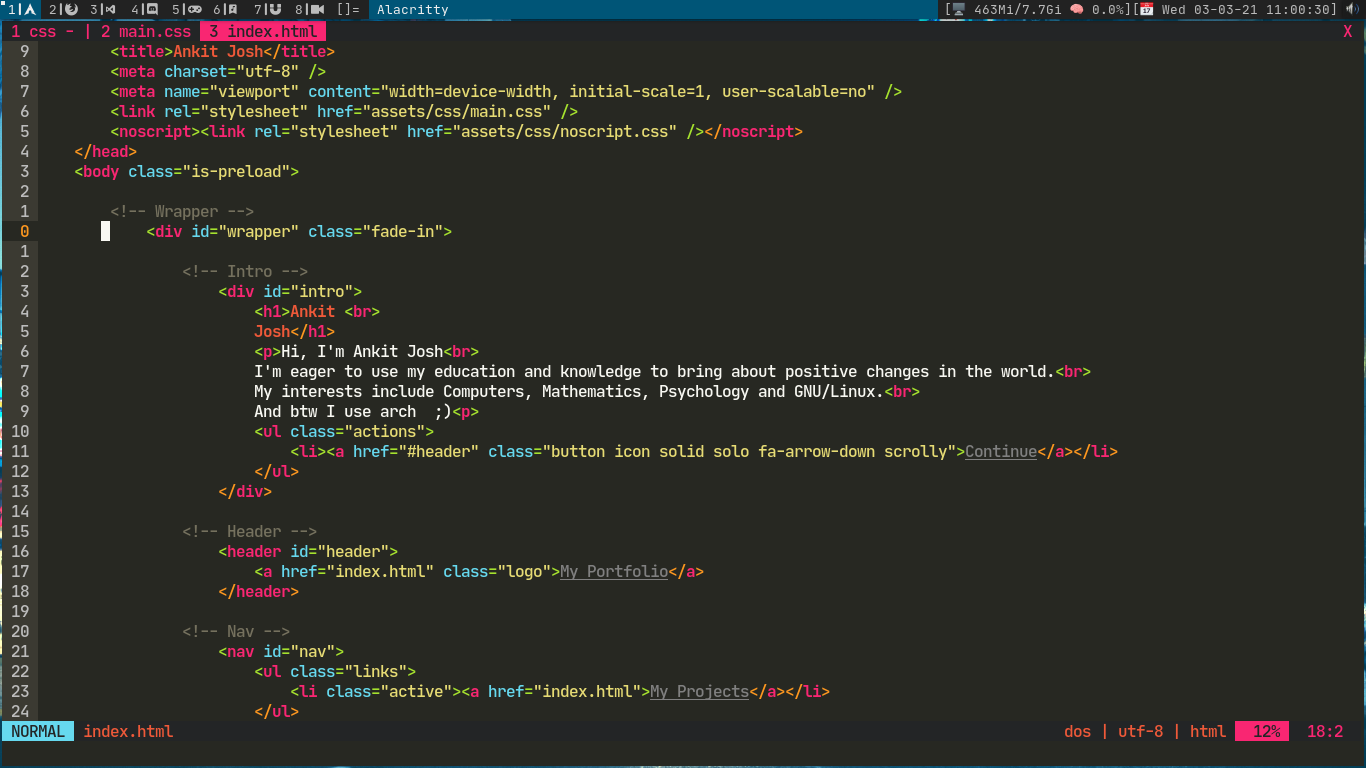 1 2 3 4 5 6 7 8 []= Alacritty [ 463Mi/7.7Gi 0.0%][ Wed 03-03-21 11:00:30]
1 css - | 2 main.css 3 index.html X
9 <title>Ankit Josh</title>
8 <meta charset="utf-8" />
7 <meta name="viewport" content="width=device-width, initial-scale=1, user-scalable=no" />
6 <link rel="stylesheet" href="assets/css/main.css" />
5 <noscript><link rel="stylesheet" href="assets/css/noscript.css" /></noscript>
4 </head>
3 <body class="is-preload">
2
1 <!-- Wrapper -->
0 <div id="wrapper" class="fade-in">
1
2 <!-- Intro -->
3 <div id="intro">
4 <h1>Ankit <br>
5 Josh</h1>
6 <p>Hi, I'm Ankit Josh<br>
7 I'm eager to use my education and knowledge to bring about positive changes in the world.<br>
8 My interests include Computers, Mathematics, Psychology and GNU/Linux.<br>
9 And btw I use arch  ;)<p>
10 <ul class="actions">
11 <li><a href="#header" class="button icon solid solo fa-arrow-down scrolly">Continue</a></li>
12 </ul>
13 </div>
14
15 <!-- Header -->
16 <header id="header">
17 <a href="index.html" class="logo">My Portfolio</a>
18 </header>
19
20 <!-- Nav -->
21 <nav id="nav">
22 <ul class="links">
23 <li class="active"><a href="index.html">My Projects</a></li>
24 </ul>
NORMAL index.html dos | utf-8 | html 12% 18:2